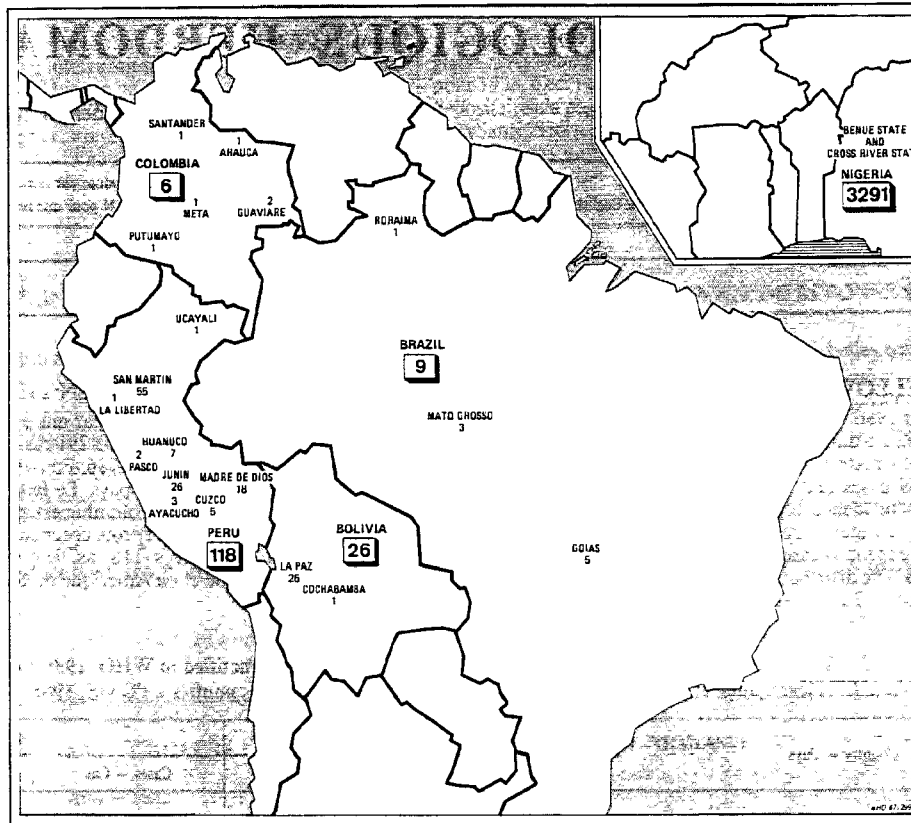 SANTANDER
1
ARAUCA
1
COLOMBIA
6
1
META
2
GUAVIARE
PUTUMAYO
1
RORAIMA
1
BENUE STATE
AND
CROSS RIVER STAT
NIGERIA
3291
UCAYALI
1
BRAZIL
9
SAN MARTIN
55
1
LA LIBERTAD
MATO GROSSO
3
HUANUCO
7
2
PASCO
JUNIN
26
MADRE DE DIOS
18
3
AYACUCHO
CUZCO
5
PERU
118
BOLIVIA
26
LA PAZ
25
COCHABAMBA
1
GOIAS
5